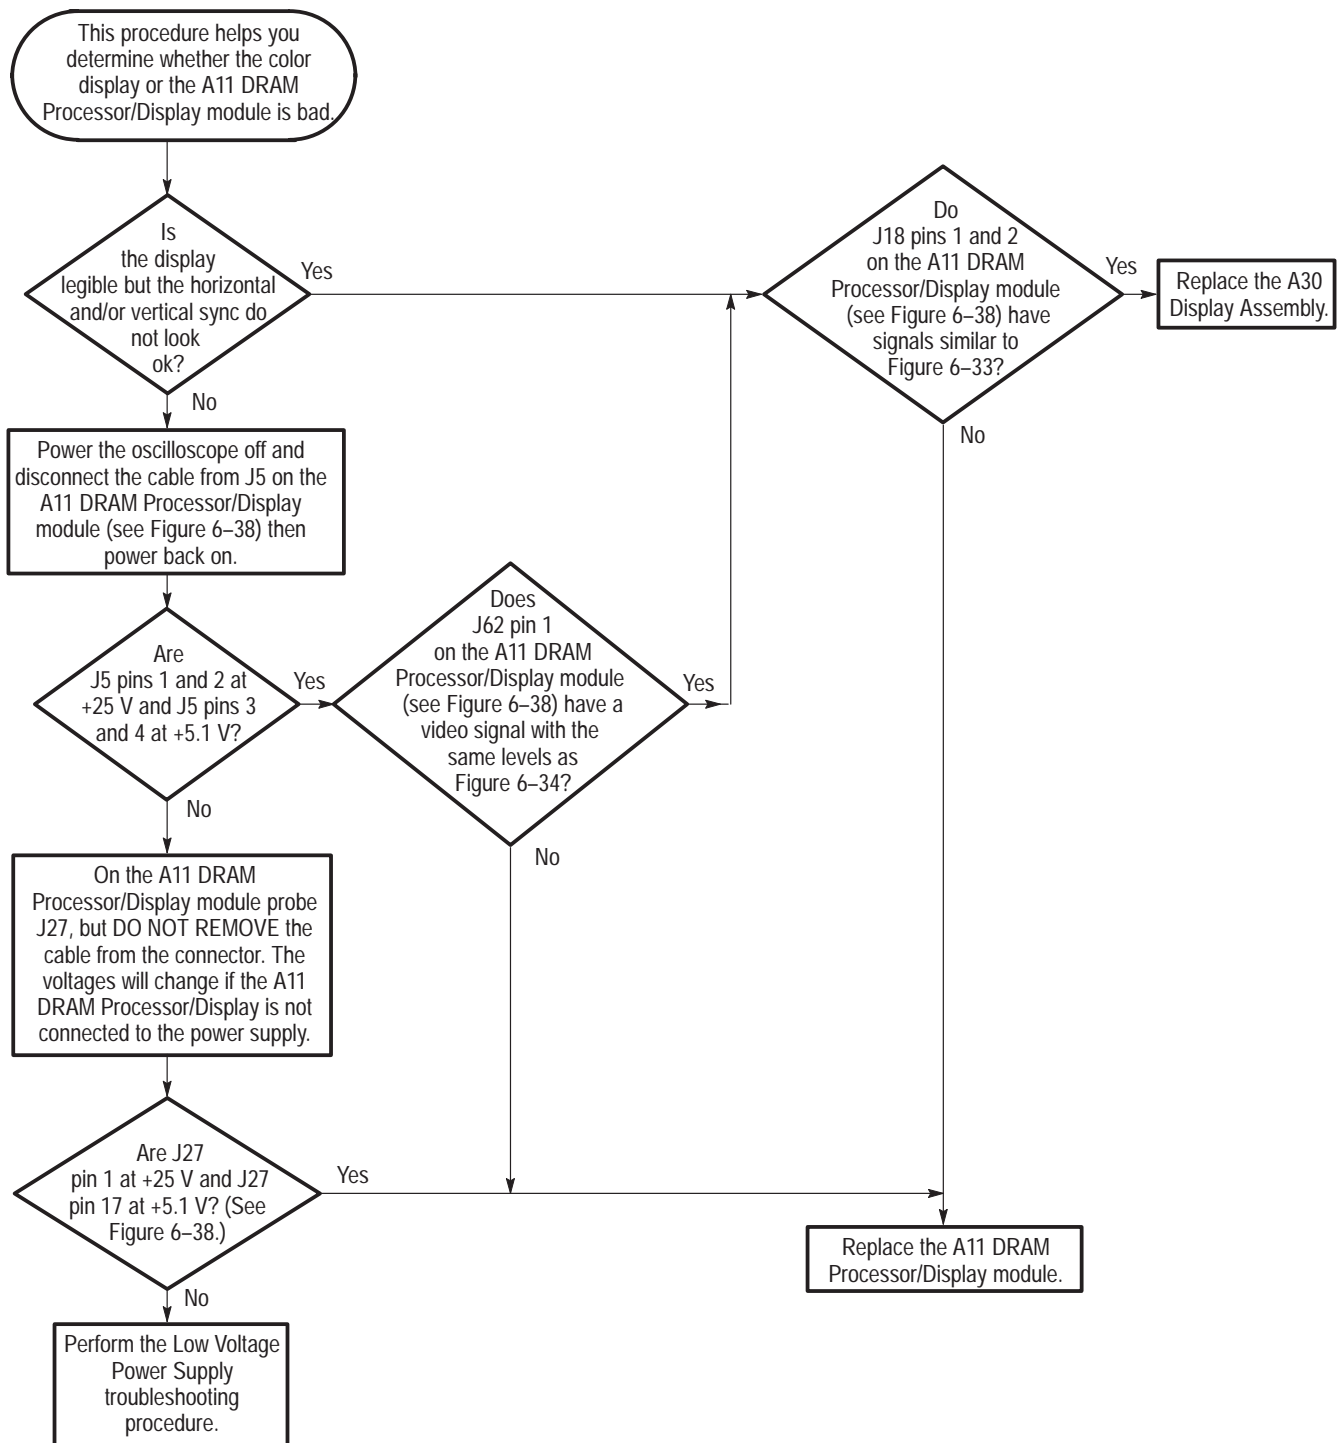 This procedure helps you
determine whether the color
display or the A11 DRAM
Processor/Display module is bad.
Is
the display
legible but the horizontal
and/or vertical sync do
not look
ok?
Yes
No
Do
J18 pins 1 and 2
on the A11 DRAM
Processor/Display module
(see Figure 6–38) have
signals similar to
Figure 6–33?
Yes
No
Replace the A30
Display Assembly.
Power the oscilloscope off and
disconnect the cable from J5 on the
A11 DRAM Processor/Display
module (see Figure 6–38) then
power back on.
Are
J5 pins 1 and 2 at
+25 V and J5 pins 3
and 4 at +5.1 V?
Yes
No
Does
J62 pin 1
on the A11 DRAM
Processor/Display module
(see Figure 6–38) have a
video signal with the
same levels as
Figure 6–34?
Yes
No
On the A11 DRAM
Processor/Display module probe
J27, but DO NOT REMOVE the
cable from the connector. The
voltages will change if the A11
DRAM Processor/Display is not
connected to the power supply.
Are J27
pin 1 at +25 V and J27
pin 17 at +5.1 V? (See
Figure 6–38.)
Yes
No
Replace the A11 DRAM
Processor/Display module.
Perform the Low Voltage
Power Supply
troubleshooting
procedure.